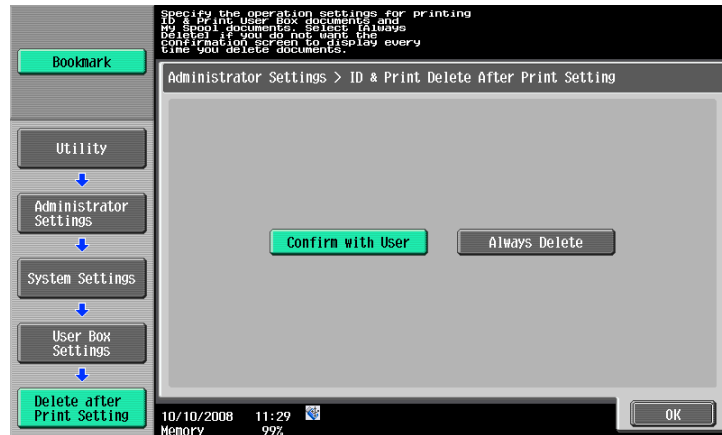 Specify the operation settings for printing
ID & Print User Box documents and
My Spool documents. Select [Always
Delete] if you do not want the
confirmation screen to display every
time you delete documents.
Bookmark
Administrator Settings > ID & Print Delete After Print Setting
Utility
Administrator
Settings
System Settings
User Box
Settings
Delete after
Print Setting
Confirm with User
Always Delete
10/10/2008 11:29
Memory 99%
OK